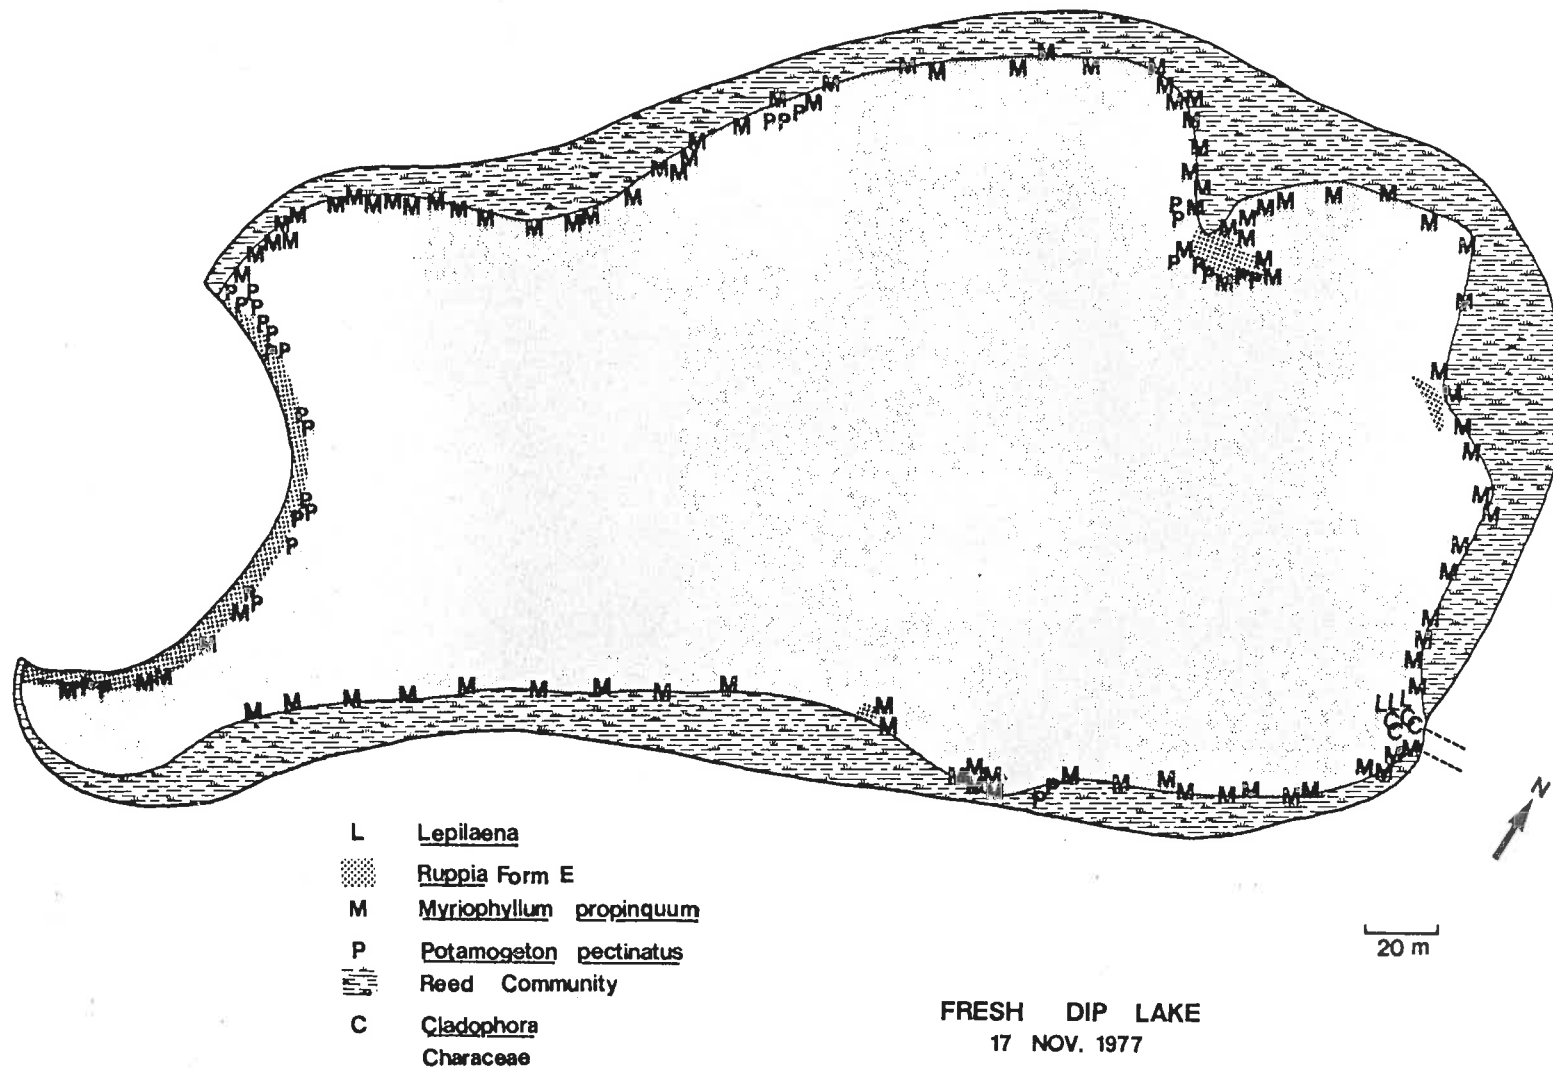 N
L Lepilaena
Ruppia Form E
M Myriophyllum propinquum
P Potamogeton pectinatus
Reed Community
C Cladophora
Characeae
20 m
FRESH DIP LAKE
17 NOV. 1977